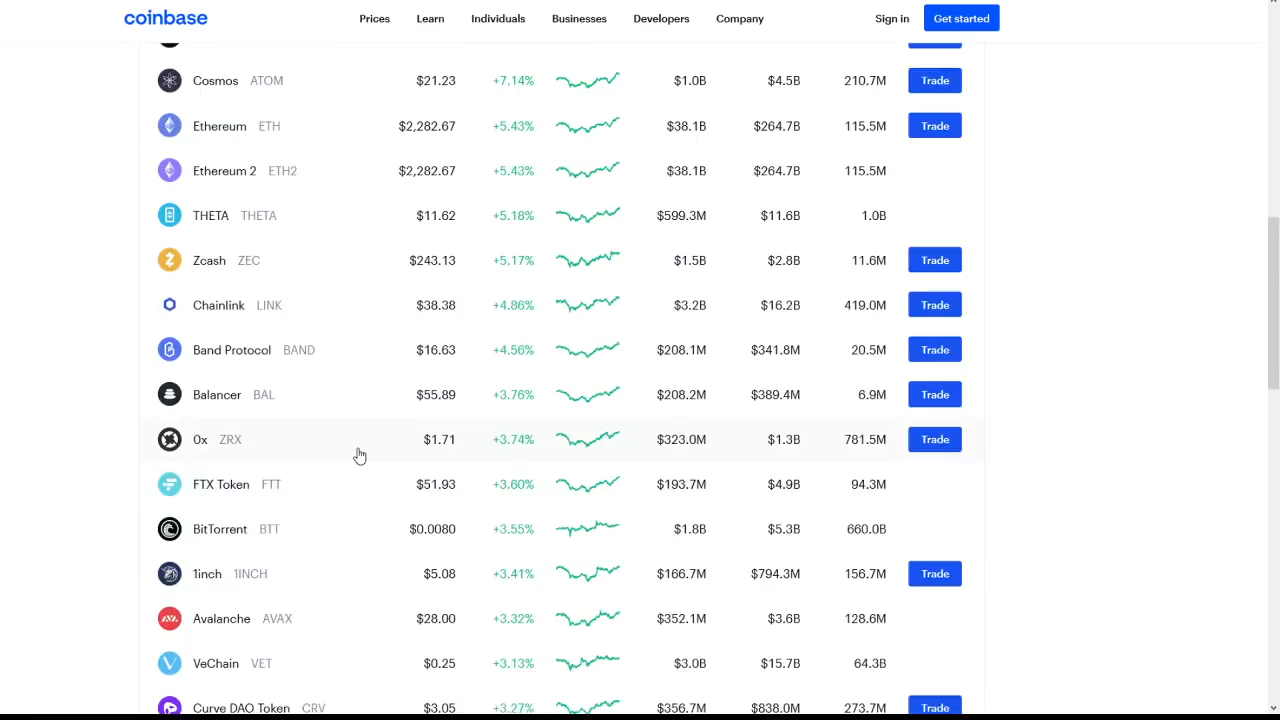 coinbase Prices Learn Individuals Businesses Developers Company Sign in Get started
Cosmos ATOM $21.23 +7.14% $1.0B $4.5B 210.7M Trade
Ethereum ETH $2,282.67 +5.43% $38.1B $264.7B 115.5M Trade
Ethereum 2 ETH2 $2,282.67 +5.43% $38.1B $264.7B 115.5M
THETA THETA $11.62 +5.18% $599.3M $11.6B 1.0B
Zcash ZEC $243.13 +5.17% $1.5B $2.8B 11.6M Trade
Chainlink LINK $38.38 +4.86% $3.2B $16.2B 419.0M Trade
Band Protocol BAND $16.63 +4.56% $208.1M $341.8M 20.5M Trade
Balancer BAL $55.89 +3.76% $208.2M $389.4M 6.9M Trade
0x ZRX $1.71 +3.74% $323.0M $1.3B 781.5M Trade
FTX Token FTT $51.93 +3.60% $193.7M $4.9B 94.3M
BitTorrent BTT $0.0080 +3.55% $1.8B $5.3B 660.0B
1inch 1INCH $5.08 +3.41% $166.7M $794.3M 156.7M Trade
Avalanche AVAX $28.00 +3.32% $352.1M $3.6B 128.6M
VeChain VET $0.25 +3.13% $3.0B $15.7B 64.3B
Curve DAO Token CRV $3.05 +3.27% $356.7M $838.0M 273.7M Trade